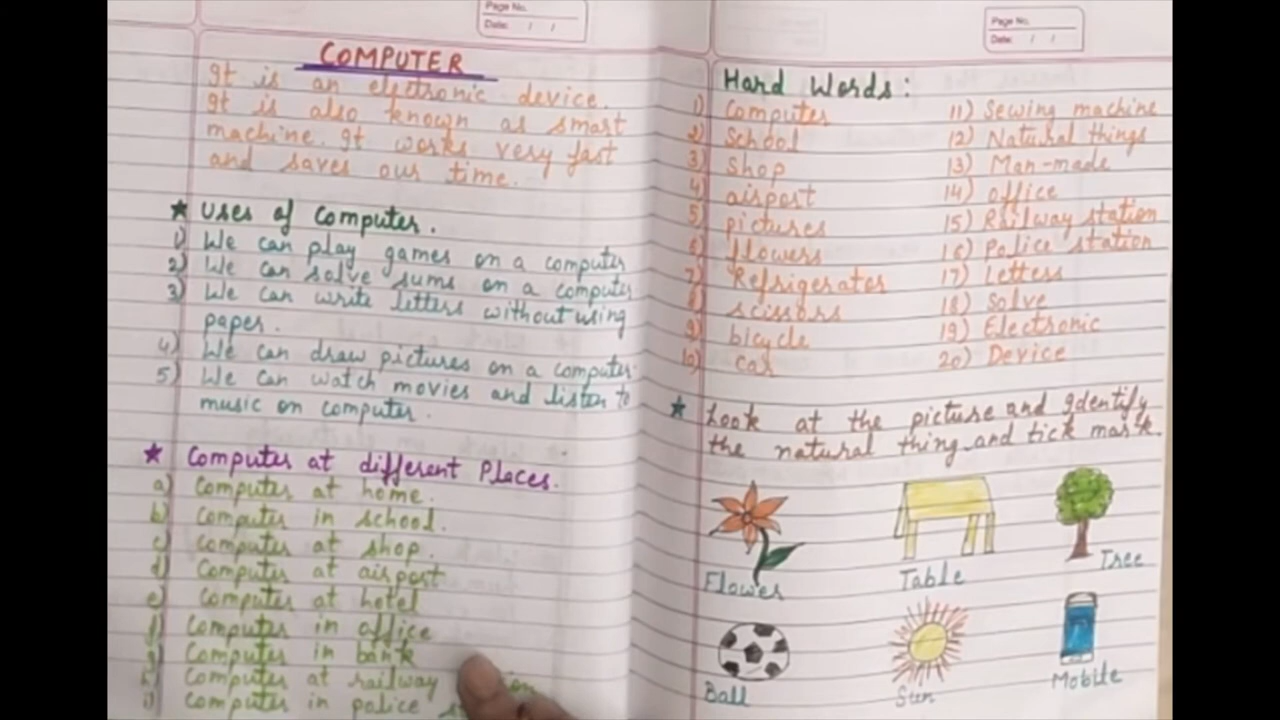 Page No.
Date: / /
COMPUTER
It is an electronic device.
It is also known as smart
machine. It works very fast
and saves our time.
★ Uses of Computer.
1) We can play games on a computer
2) We can solve sums on a computer
3) We can write letters without using
paper.
4) We can draw pictures on a computer.
5) We can watch movies and listen to
music on computer.
★ Computer at different Places.
a) Computer at home.
b) Computer in school.
c) Computer at shop.
d) Computer at airport
e) Computer at hotel
f) Computer in office
g) Computer in bank
h) Computer at railway
i) Computer in police
Page No.
Date: / /
Hard Words:
1) Computer
2) School
3) Shop
4) airport
5) pictures
6) flowers
7) Refrigerator
8) scissors
9) bicycle
10) car
11) Sewing machine
12) Natural things
13) Man-made
14) office
15) Railway station
16) Police station
17) Letters
18) Solve
19) Electronic
20) Device
★ Look at the picture and Identify
the natural thing and tick mark.
Flower
Table
Tree
Ball
Sun
Mobile